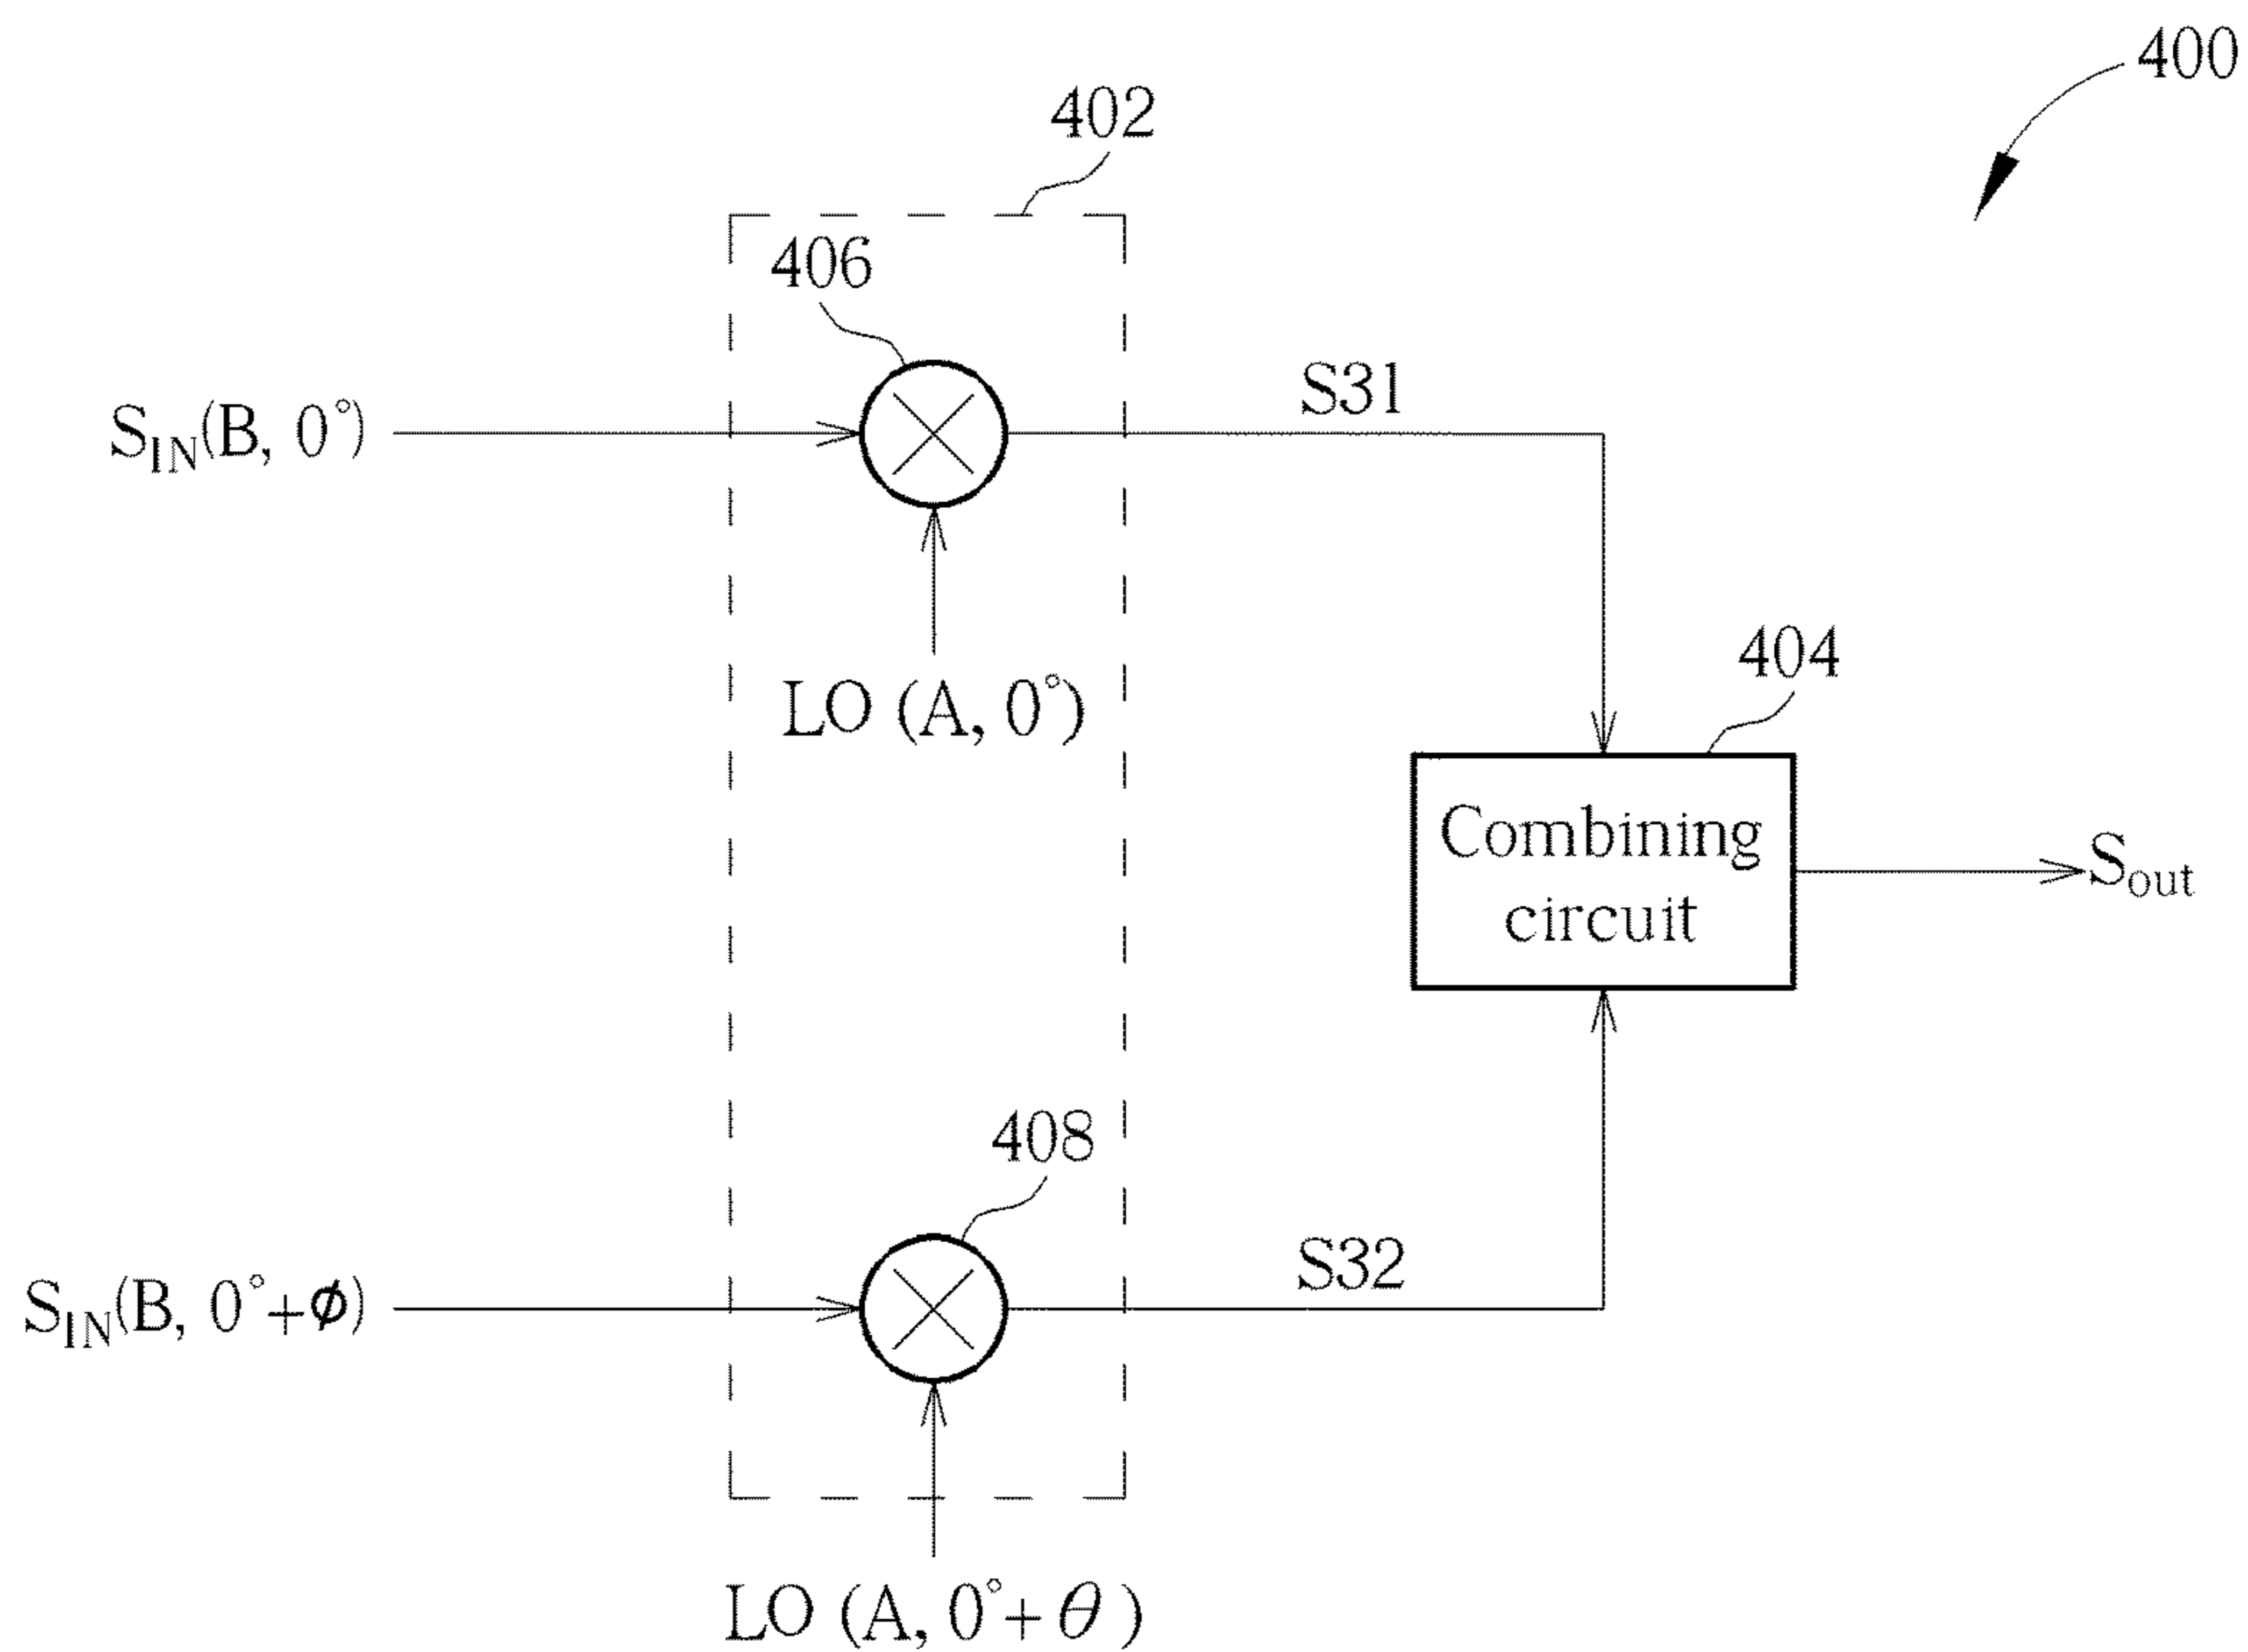 400
402
406
S_IN(B, 0°)
S31
LO (A, 0°)
404
Combining
circuit
S_out
408
S_IN(B, 0°+ϕ)
S32
LO (A, 0°+θ)